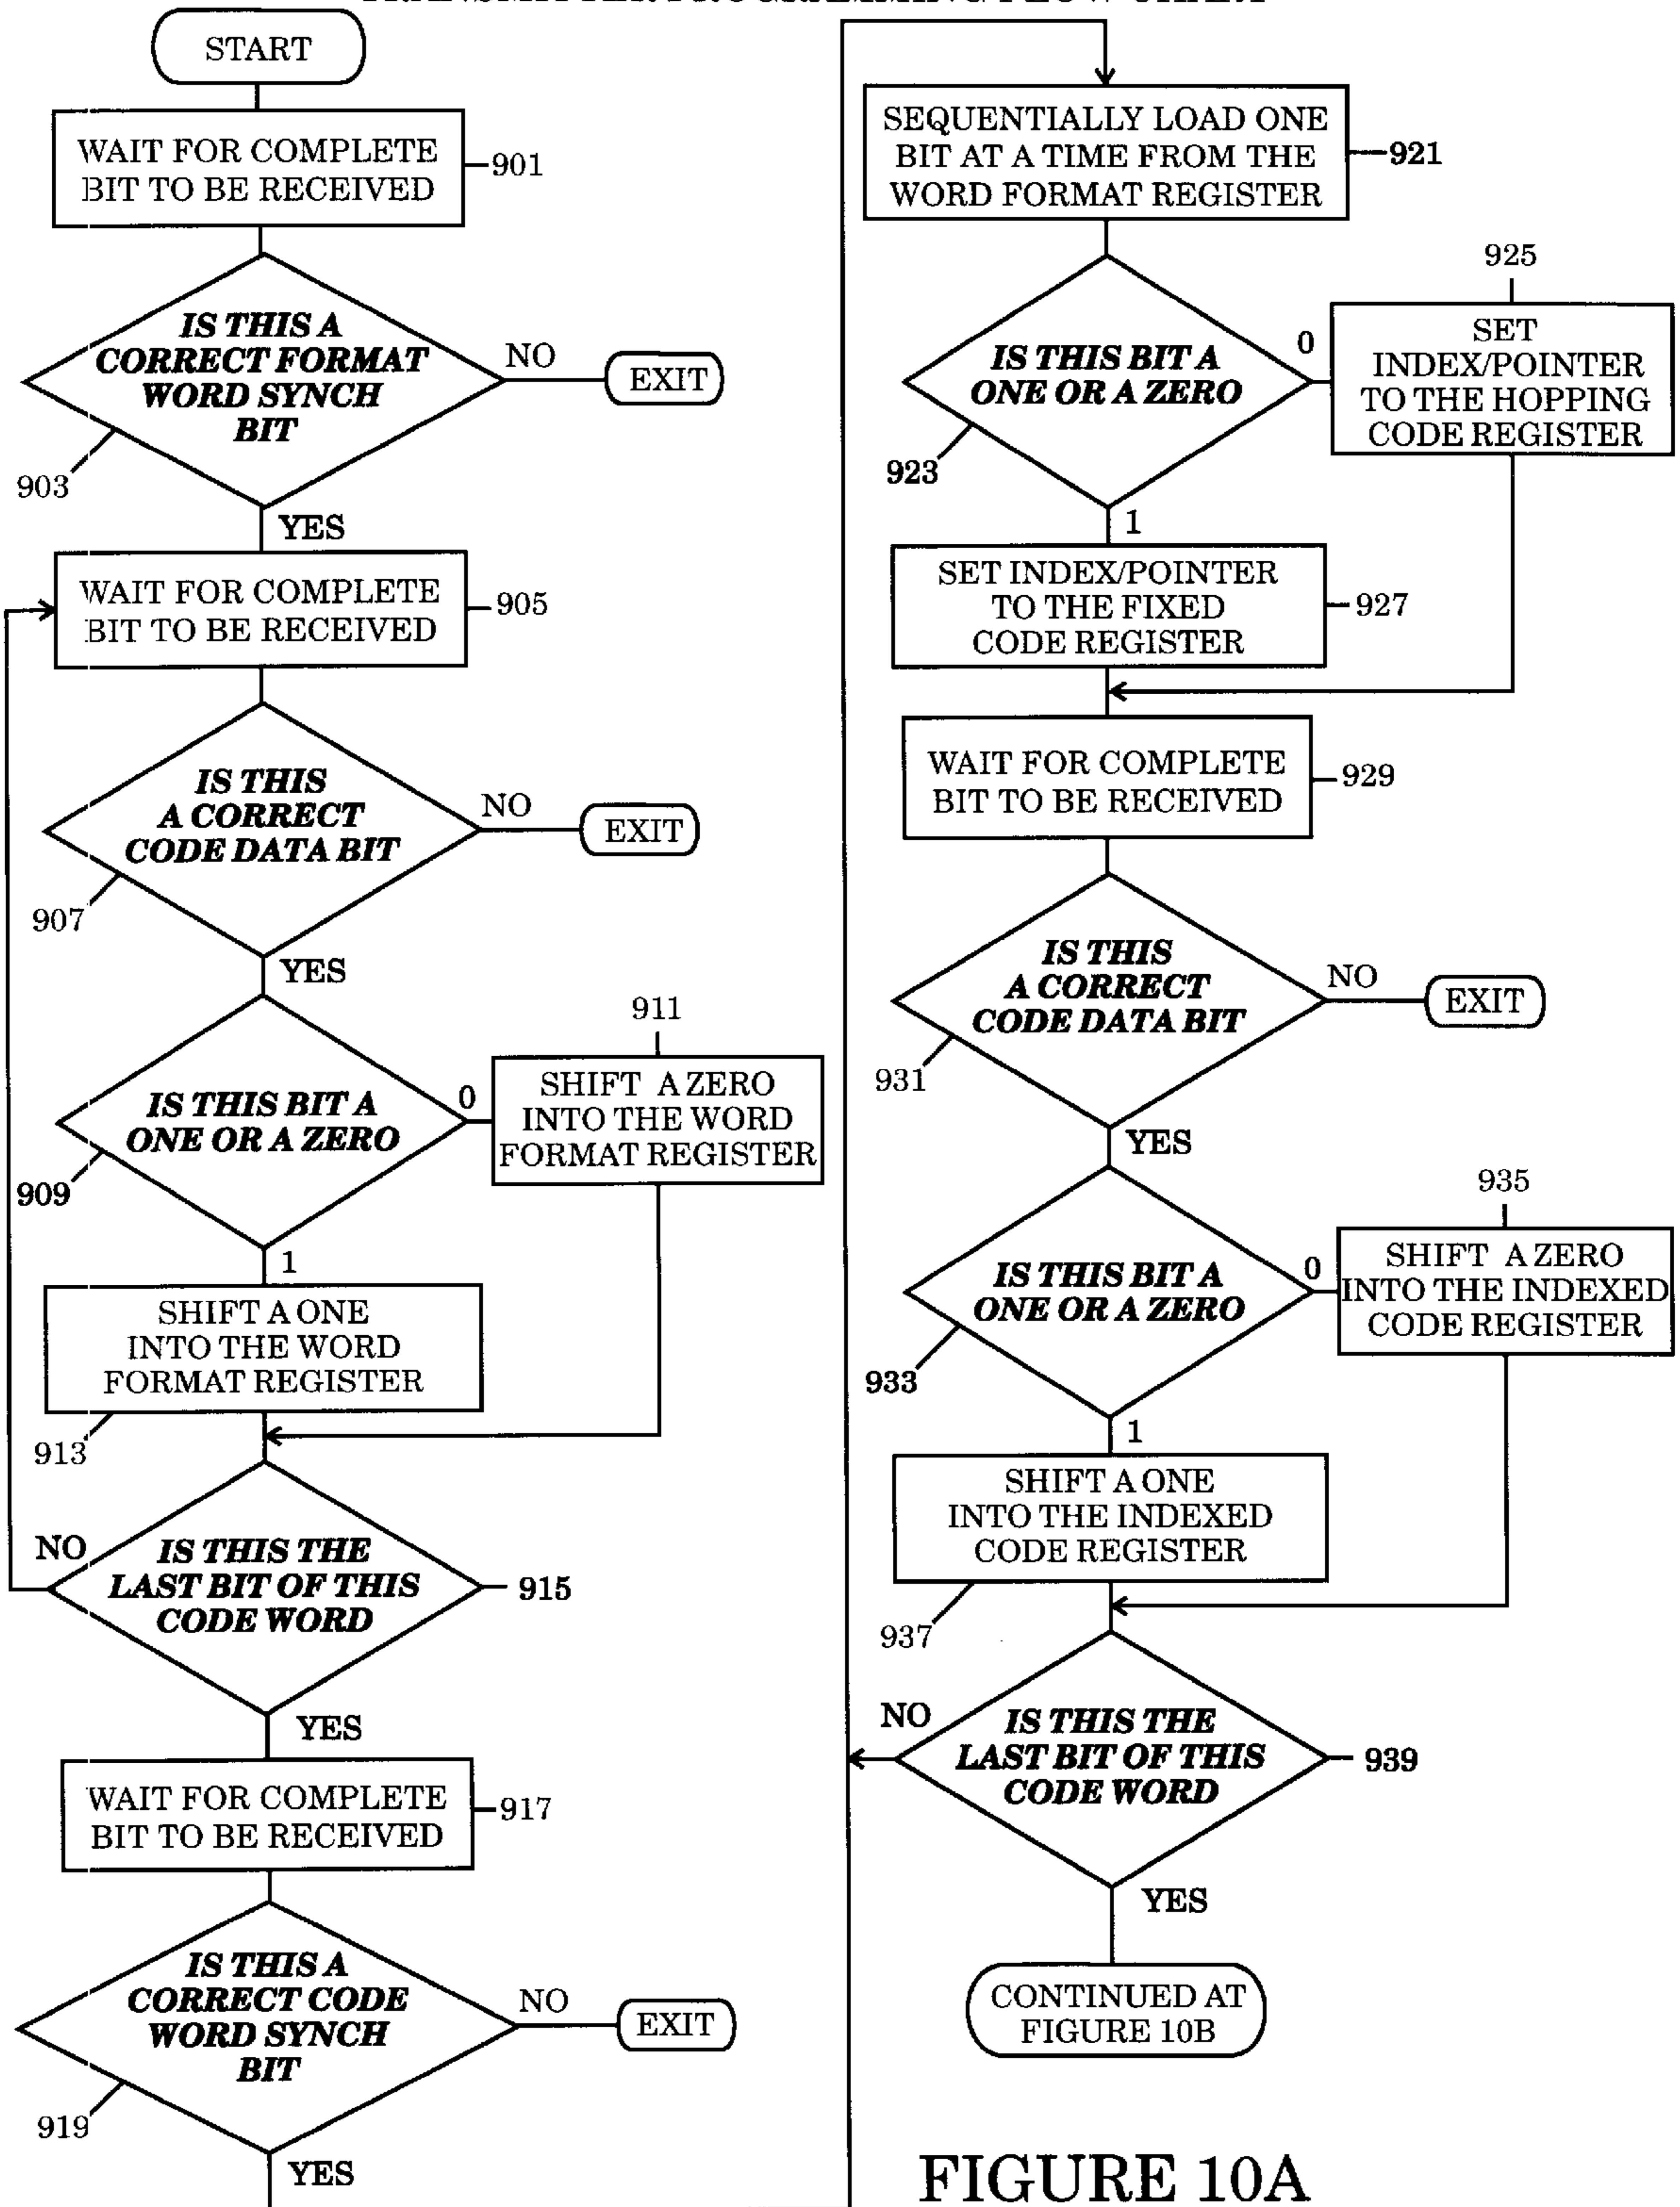 START
WAIT FOR COMPLETE
BIT TO BE RECEIVED
901
IS THIS A
CORRECT FORMAT
WORD SYNCH
BIT
NO
EXIT
903
YES
WAIT FOR COMPLETE
BIT TO BE RECEIVED
905
IS THIS
A CORRECT
CODE DATA BIT
NO
EXIT
907
YES
IS THIS BIT A
ONE OR A ZERO
0
909
911
SHIFT A ZERO
INTO THE WORD
FORMAT REGISTER
1
SHIFT A ONE
INTO THE WORD
FORMAT REGISTER
913
NO
IS THIS THE
LAST BIT OF THIS
CODE WORD
915
YES
WAIT FOR COMPLETE
BIT TO BE RECEIVED
917
IS THIS A
CORRECT CODE
WORD SYNCH
BIT
NO
EXIT
919
YES
SEQUENTIALLY LOAD ONE
BIT AT A TIME FROM THE
WORD FORMAT REGISTER
921
IS THIS BIT A
ONE OR A ZERO
0
923
925
SET
INDEX/POINTER
TO THE HOPPING
CODE REGISTER
1
SET INDEX/POINTER
TO THE FIXED
CODE REGISTER
927
WAIT FOR COMPLETE
BIT TO BE RECEIVED
929
IS THIS
A CORRECT
CODE DATA BIT
NO
EXIT
931
YES
IS THIS BIT A
ONE OR A ZERO
0
933
935
SHIFT A ZERO
INTO THE INDEXED
CODE REGISTER
1
SHIFT A ONE
INTO THE INDEXED
CODE REGISTER
937
NO
IS THIS THE
LAST BIT OF THIS
CODE WORD
939
YES
CONTINUED AT
FIGURE 10B
FIGURE 10A